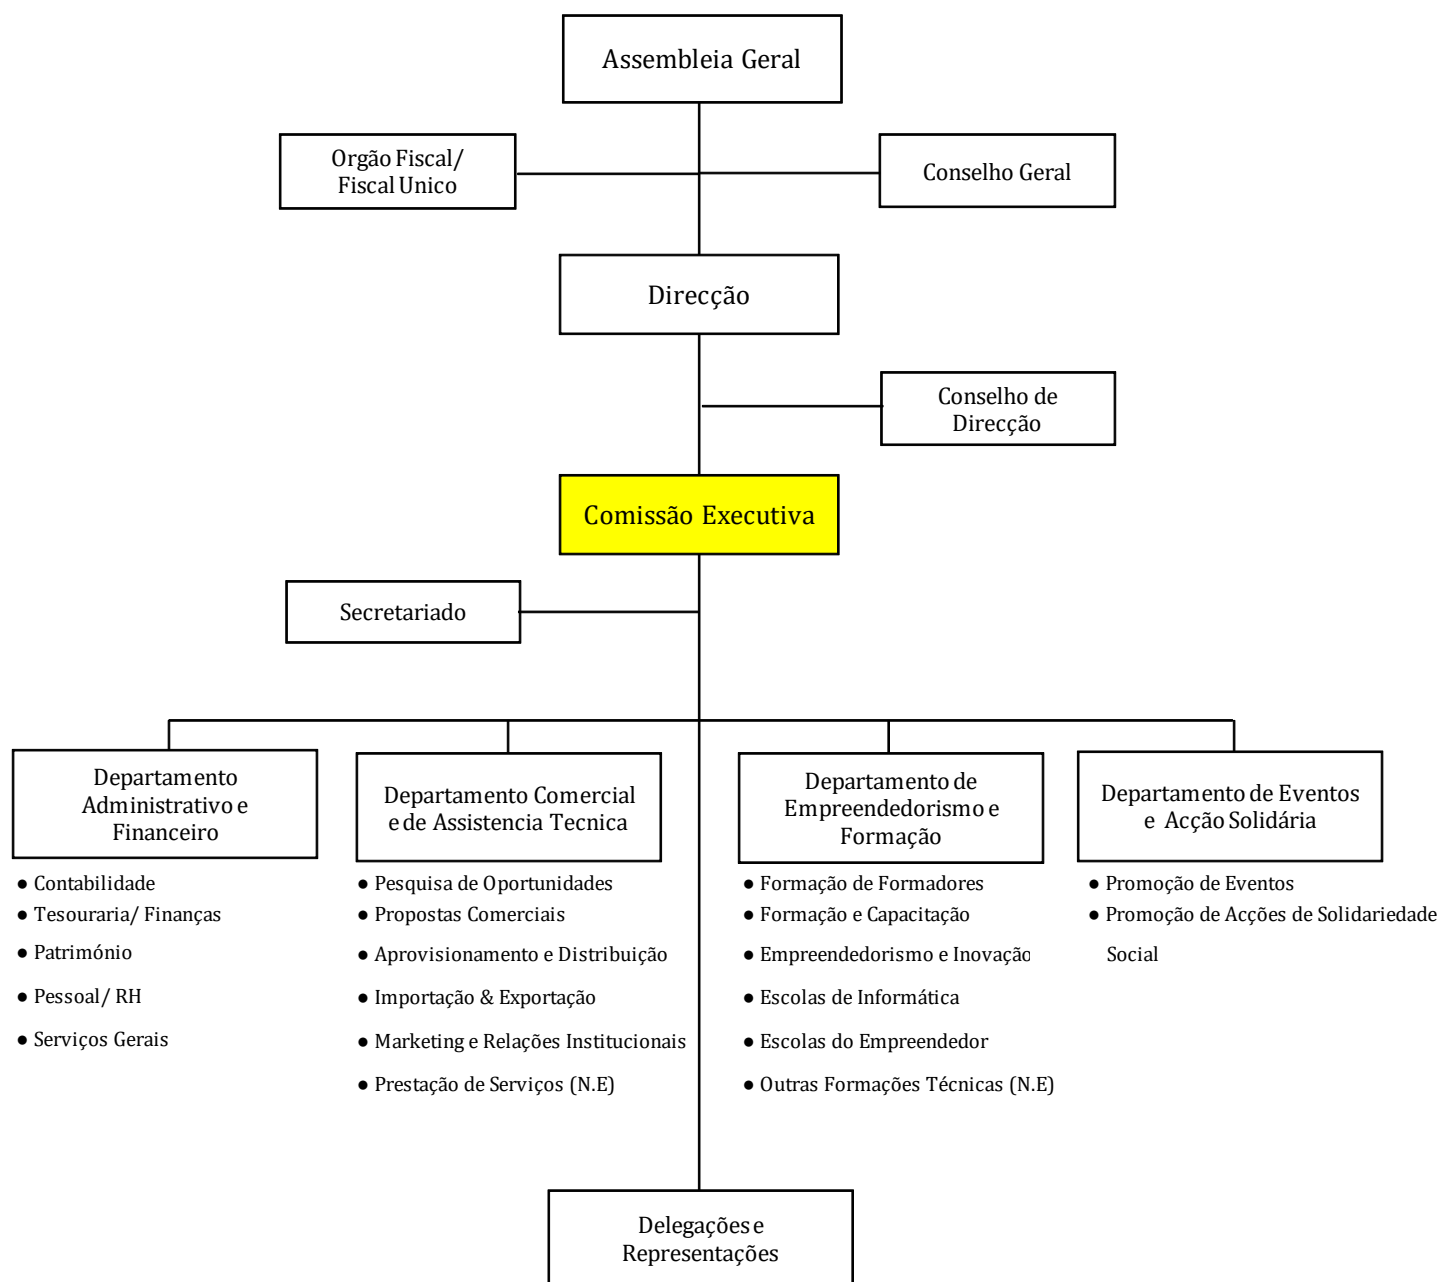 Assembleia Geral
Orgão Fiscal/
Fiscal Unico
Conselho Geral
Direcção
Conselho de
Direcção
Comissão Executiva
Secretariado
Departamento
Administrativo e
Financeiro
● Contabilidade
● Tesouraria/ Finanças
● Património
● Pessoal/ RH
● Serviços Gerais
Departamento Comercial
e de Assistencia Tecnica
● Pesquisa de Oportunidades
● Propostas Comerciais
● Aprovisionamento e Distribuição
● Importação & Exportação
● Marketing e Relações Institucionais
● Prestação de Serviços (N.E)
Departamento de
Empreendedorismo e
Formação
● Formação de Formadores
● Formação e Capacitação
● Empreendedorismo e Inovação
● Escolas de Informática
● Escolas do Empreendedor
● Outras Formações Técnicas (N.E)
Departamento de Eventos
e Acção Solidária
● Promoção de Eventos
● Promoção de Acções de Solidariedade
Social
Delegações e
Representações